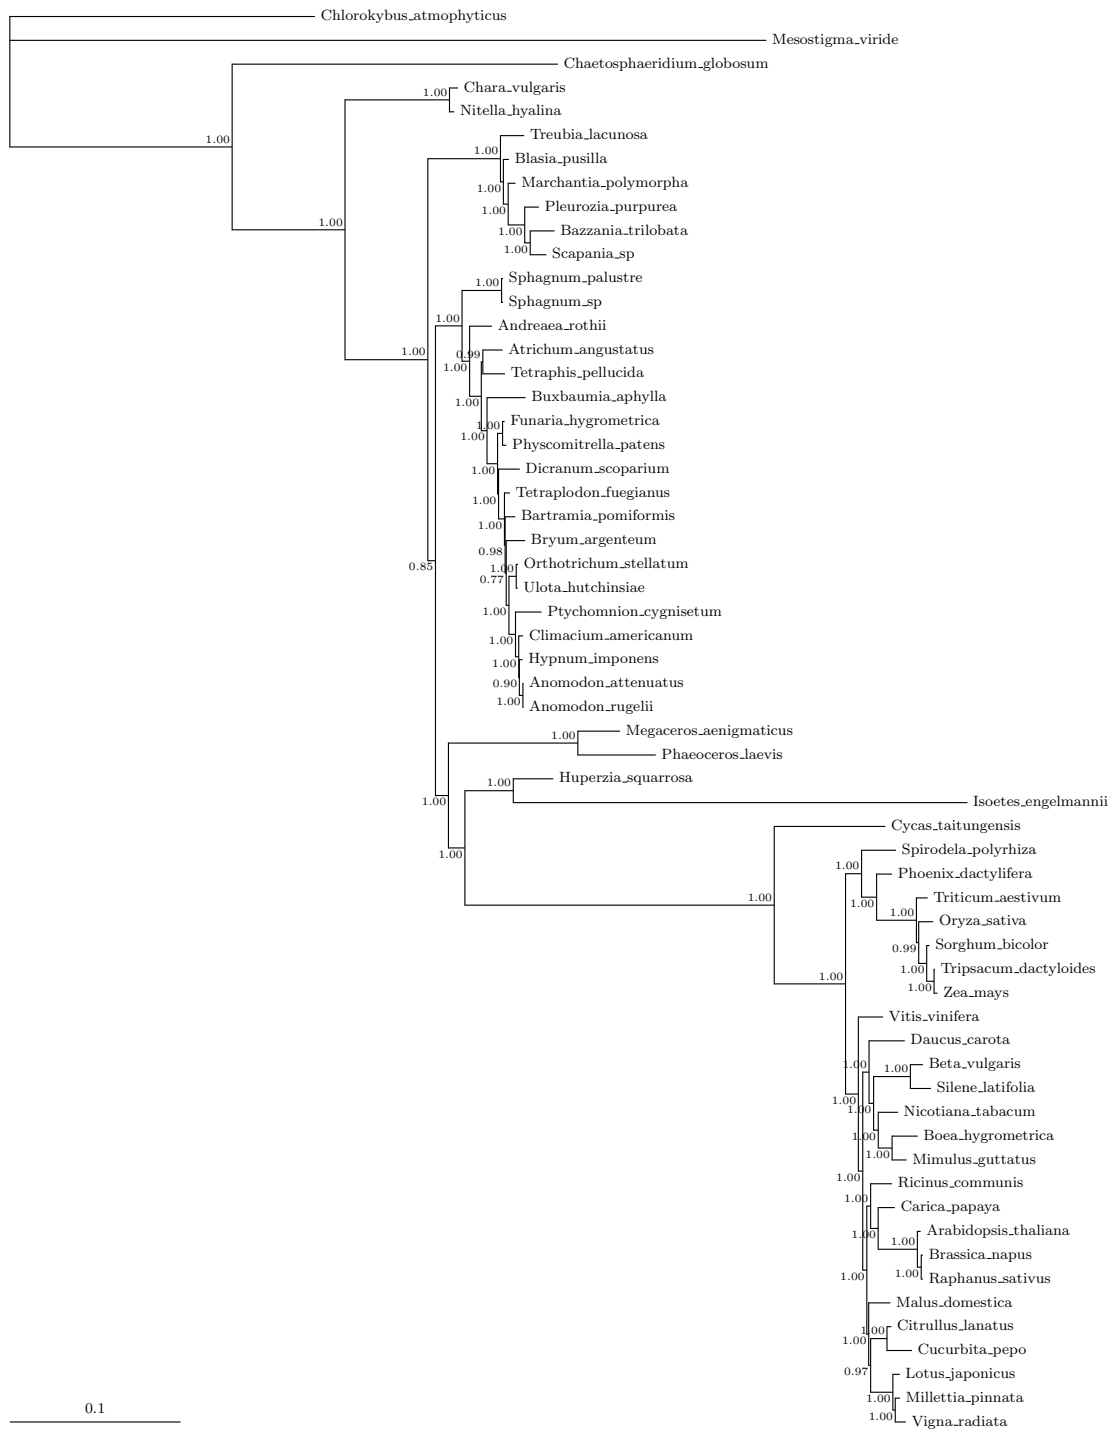 Chlorokybus_atmophyticus
Mesostigma_viride
Chaetosphaeridium_globosum
Chara_vulgaris
1.00
Nitella_hyalina
Treubia_lacunosa
1.00
1.00
Blasia_pusilla
Marchantia_polymorpha
1.00
Pleurozia_purpurea
1.00
1.00
Bazzania_trilobata
1.00
Scapania_sp
1.00
Sphagnum_palustre
1.00
Sphagnum_sp
1.00
Andreaea_rothii
1.00
Atrichum_angustatus
0.99
1.00
Tetraphis_pellucida
1.00
Buxbaumia_aphylla
1.00
Funaria_hygrometrica
1.00
1.00
Physcomitrella_patens
1.00
Dicranum_scoparium
Tetraplodon_fuegianus
1.00
Bartramia_pomiformis
1.00
Bryum_argenteum
0.98
Orthotrichum_stellatum
0.85
1.00
0.77
Ulota_hutchinsiae
Ptychomnion_cygnisetum
1.00
Climacium_americanum
1.00
Hypnum_imponens
1.00
Anomodon_attenuatus
0.90
1.00
Anomodon_rugelii
Megaceros_aenigmaticus
1.00
Phaeoceros_laevis
Huperzia_squarrosa
1.00
1.00
Isoetes_engelmannii
Cycas_taitungensis
Spirodela_polyrhiza
1.00
1.00
Phoenix_dactylifera
1.00
Triticum_aestivum
1.00
1.00
Oryza_sativa
Sorghum_bicolor
0.99
Tripsacum_dactyloides
1.00
1.00
1.00
Zea_mays
Vitis_vinifera
Daucus_carota
1.00
Beta_vulgaris
1.00
Silene_latifolia
1.00
1.00
Nicotiana_tabacum
Boea_hygrometrica
1.00
1.00
Mimulus_guttatus
1.00
Ricinus_communis
1.00
Carica_papaya
Arabidopsis_thaliana
1.00
1.00
Brassica_napus
1.00
1.00
Raphanus_sativus
Malus_domestica
Citrullus_lanatus
1.00
1.00
Cucurbita_pepo
0.97
Lotus_japonicus
Millettia_pinnata
1.00
0.1
1.00
Vigna_radiata